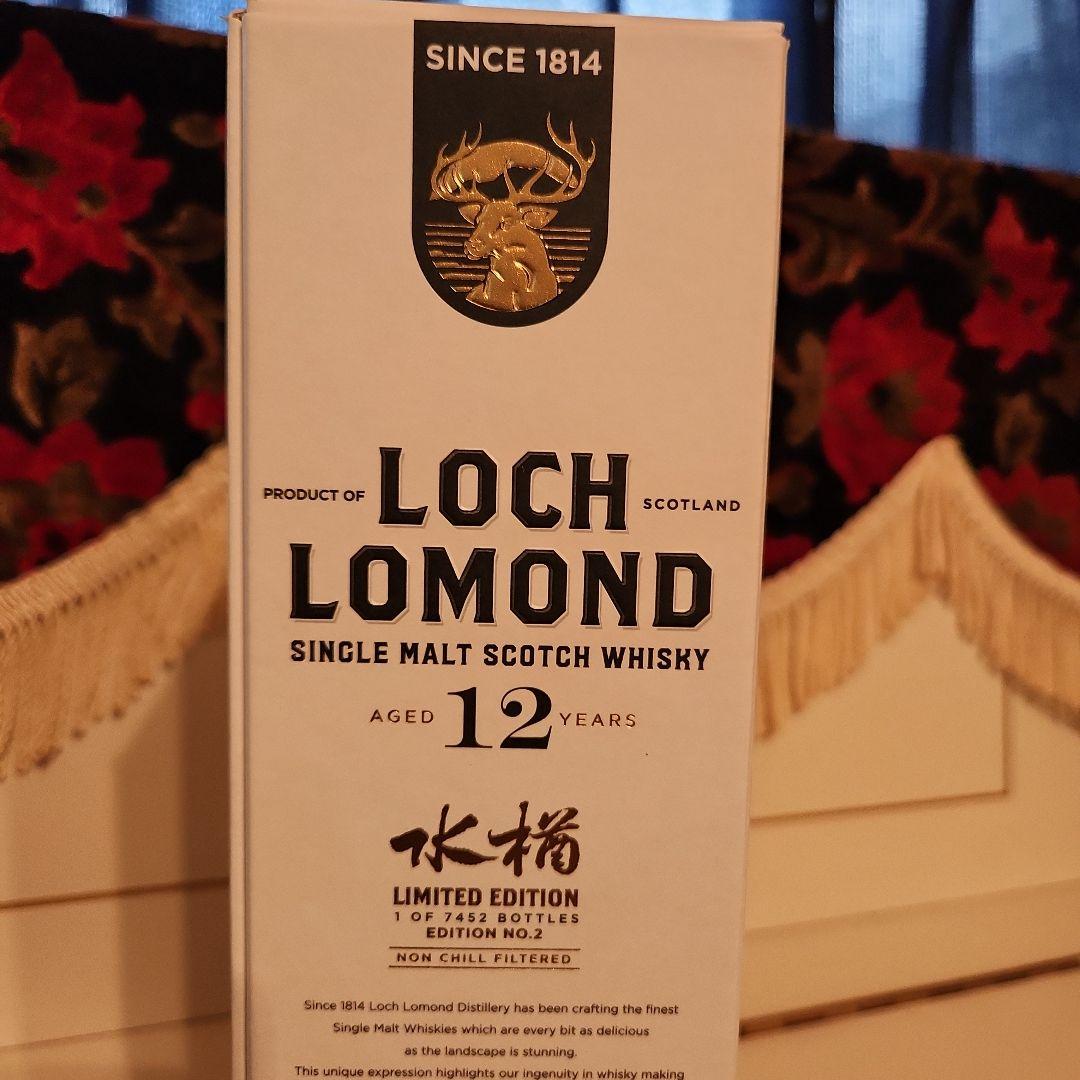 SINCE 1814
PRODUCT OF LOCH SCOTLAND
LOMOND
SINGLE MALT SCOTCH WHISKY
AGED 12 YEARS
水楢
LIMITED EDITION
1 OF 7452 BOTTLES
EDITION NO.2
NON CHILL FILTERED
Since 1814 Loch Lomond Distillery has been crafting the finest
Single Malt Whiskies which are every bit as delicious
as the landscape is stunning.
This unique expression highlights our ingenuity in whisky making